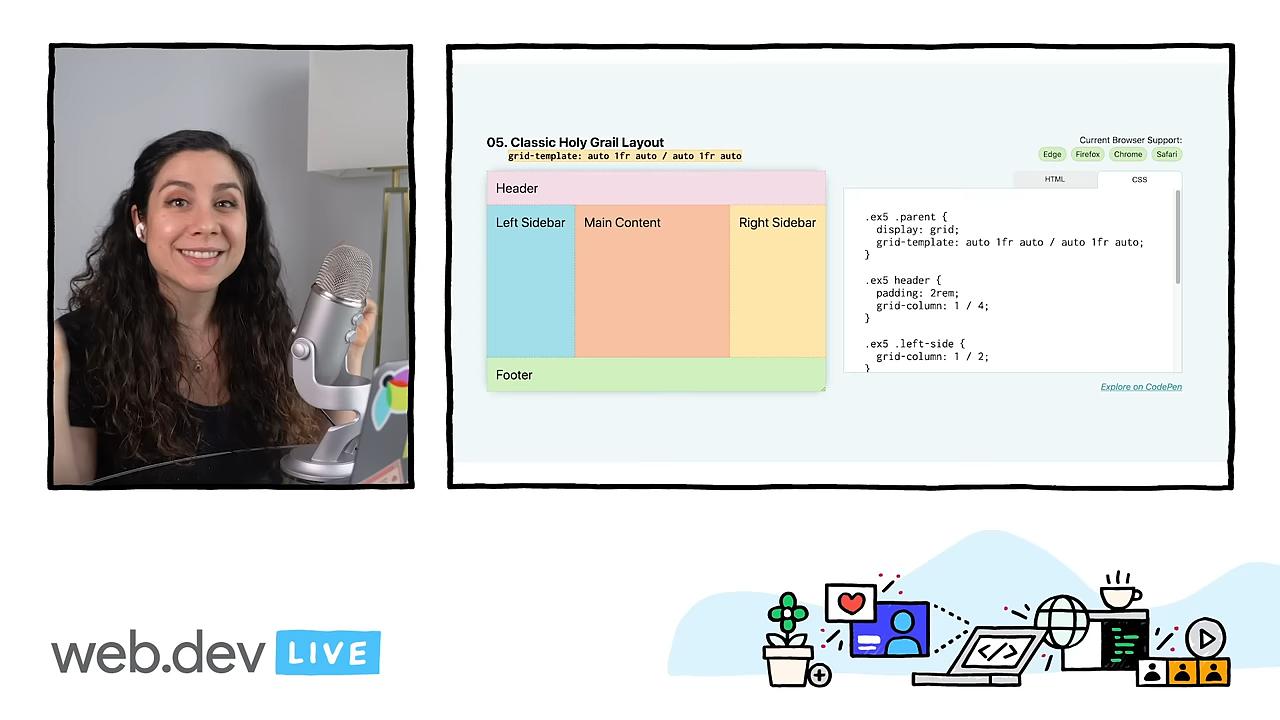 05. Classic Holy Grail Layout
grid-template: auto 1fr auto / auto 1fr auto
Current Browser Support:
Edge Firefox Chrome Safari
Header
Left Sidebar Main Content Right Sidebar
Footer
HTML CSS
.ex5 .parent {
display: grid;
grid-template: auto 1fr auto / auto 1fr auto;
}
.ex5 header {
padding: 2rem;
grid-column: 1 / 4;
}
.ex5 .left-side {
grid-column: 1 / 2;
}
Explore on CodePen
web.dev LIVE
</>